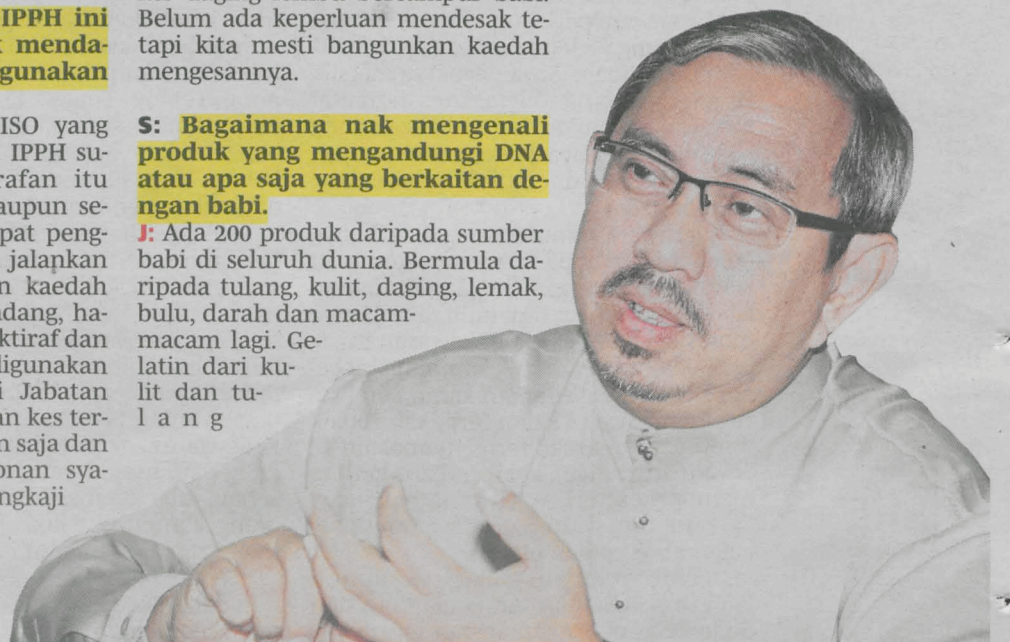 IPPH ini
menda-
gunakan
ISO yang
IPPH su-
rafan itu
aupun se-
pat peng-
jalankan
n kaedah
dang, ha-
ktiraf dan
digunakan
i Jabatan
an kes ter-
n saja dan
onan sya-
ngkaji
Belum ada keperluan mendesak te-
tapi kita mesti bangunkan kaedah
mengesannya.
S: Bagaimana nak mengenali
produk yang mengandungi DNA
atau apa saja yang berkaitan de-
ngan babi.
J: Ada 200 produk daripada sumber
babi di seluruh dunia. Bermula da-
ripada tulang, kulit, daging, lemak,
bulu, darah dan macam-
macam lagi. Ge-
latin dari ku-
lit dan tu-
l a n g